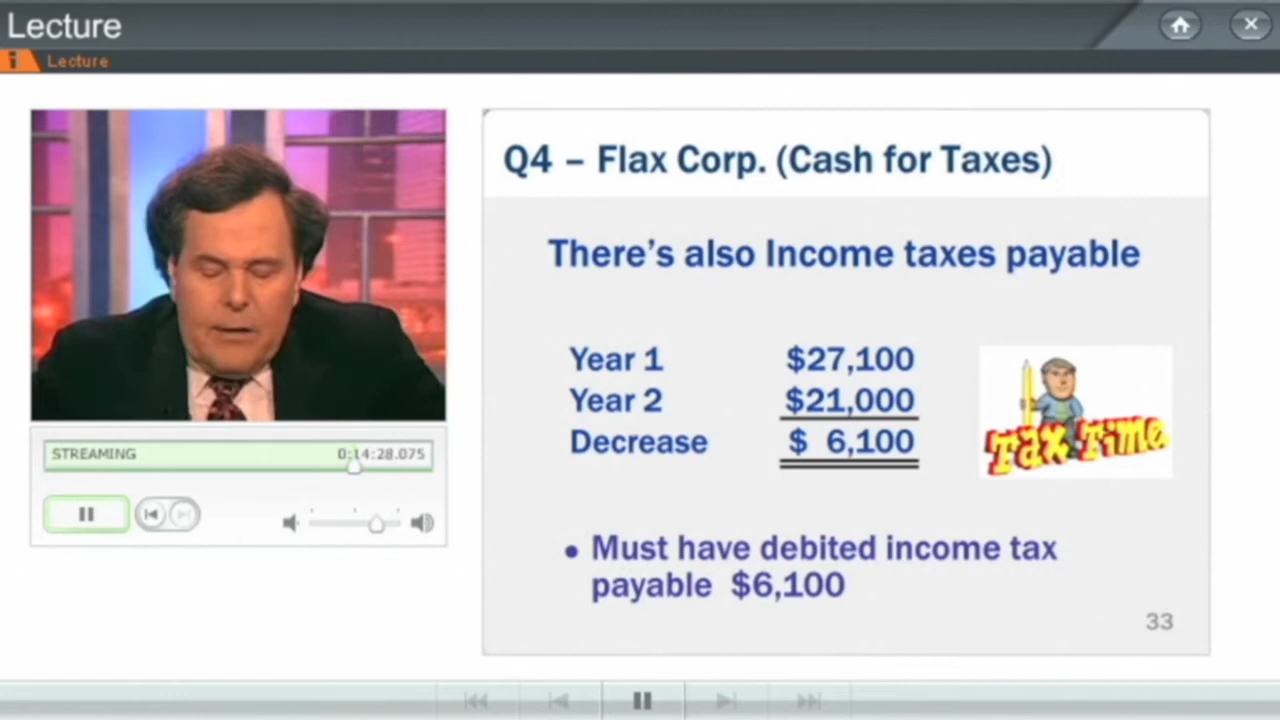 Lecture
Lecture
STREAMING 0:14:28.075
Q4 – Flax Corp. (Cash for Taxes)
There's also Income taxes payable
Year 1 $27,100
Year 2 $21,000
Decrease $ 6,100
Tax Time
• Must have debited income tax
payable $6,100
33